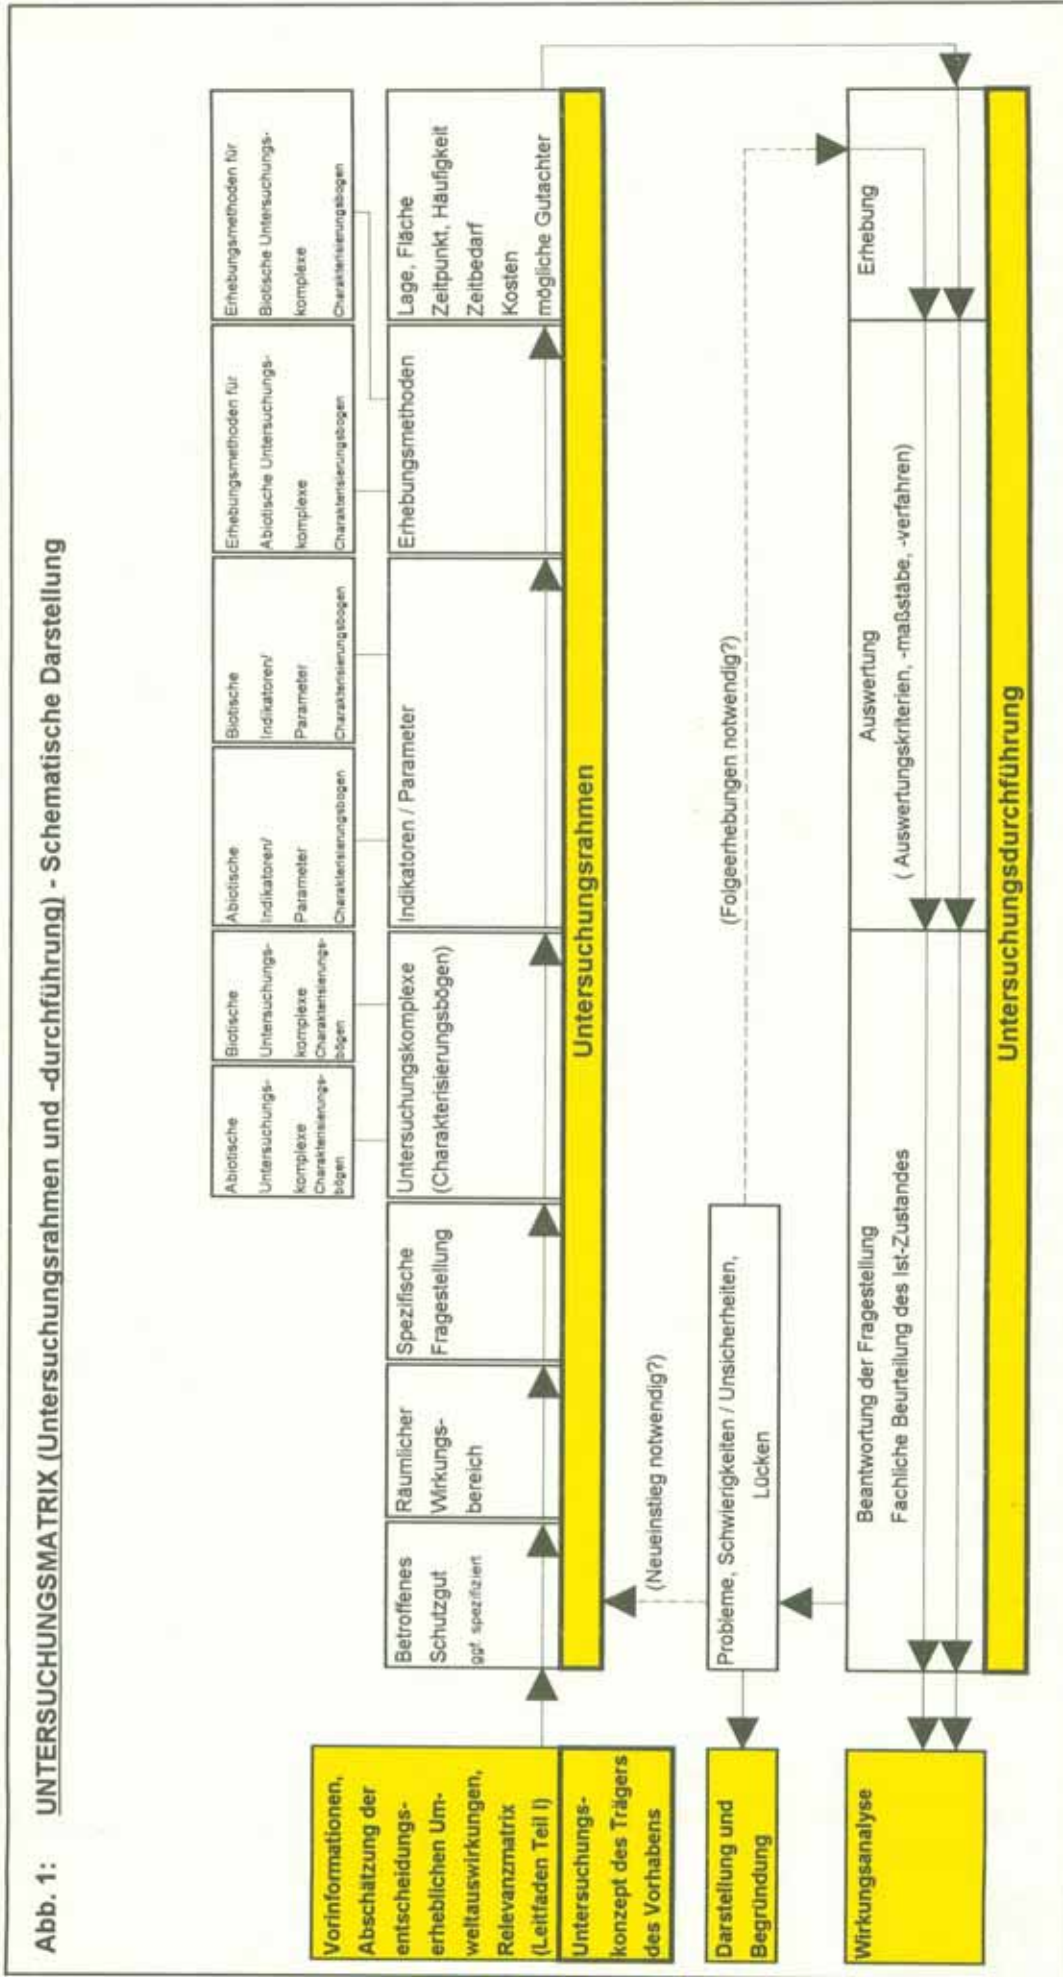 Abb. 1: UNTERSUCHUNGSMATRIX (Untersuchungsrahmen und -durchführung) - Schematische Darstellung
Abiotische
Untersuchungs-
komplexe
Charakterisierungs-
bögen
Biotische
Untersuchungs-
komplexe
Charakterisierungs-
bögen
Abiotische
Indikatoren/
Parameter
Charakterisierungsbogen
Biotische
Indikatoren/
Parameter
Charakterisierungsbogen
Erhebungsmethoden für
Abiotische Untersuchungs-
komplexe
Charakterisierungsbogen
Erhebungsmethoden für
Biotische Untersuchungs-
komplexe
Charakterisierungsbogen
Vorinformationen,
Abschätzung der
entscheidungs-
erheblichen Um-
weltauswirkungen,
Relevanzmatrix
(Leitfaden Teil I)
Untersuchungs-
konzept des Trägers
des Vorhabens
Betroffenes
Schutzgut
ggf. spezifiziert
Räumlicher
Wirkungs-
bereich
Spezifische
Fragestellung
Untersuchungskomplexe
(Charakterisierungsbögen)
Indikatoren / Parameter
Erhebungsmethoden
Lage, Fläche
Zeitpunkt, Häufigkeit
Zeitbedarf
Kosten
mögliche Gutachter
Untersuchungsrahmen
(Neueinstieg notwendig?)
(Folgeerhebungen notwendig?)
Darstellung und
Begründung
Probleme, Schwierigkeiten / Unsicherheiten,
Lücken
Wirkungsanalyse
Beantwortung der Fragestellung
Fachliche Beurteilung des Ist-Zustandes
Auswertung
( Auswertungskriterien, -maßstäbe, -verfahren)
Erhebung
Untersuchungsdurchführung